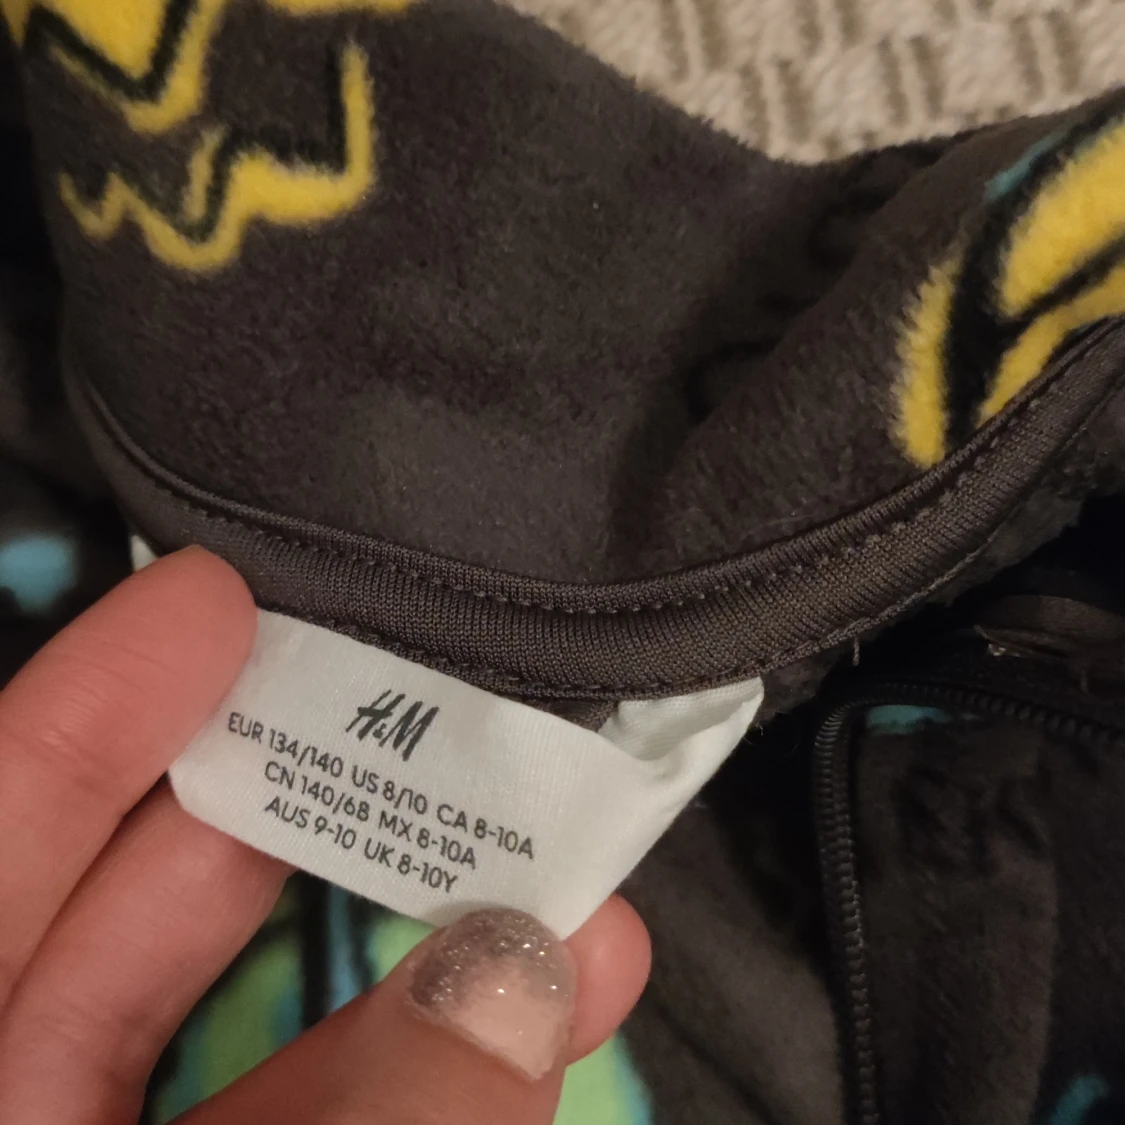 H&M
EUR 134/140 US 8/10 CA 8-10A
CN 140/68 MX 8-10A
AUS 9-10 UK 8-10Y